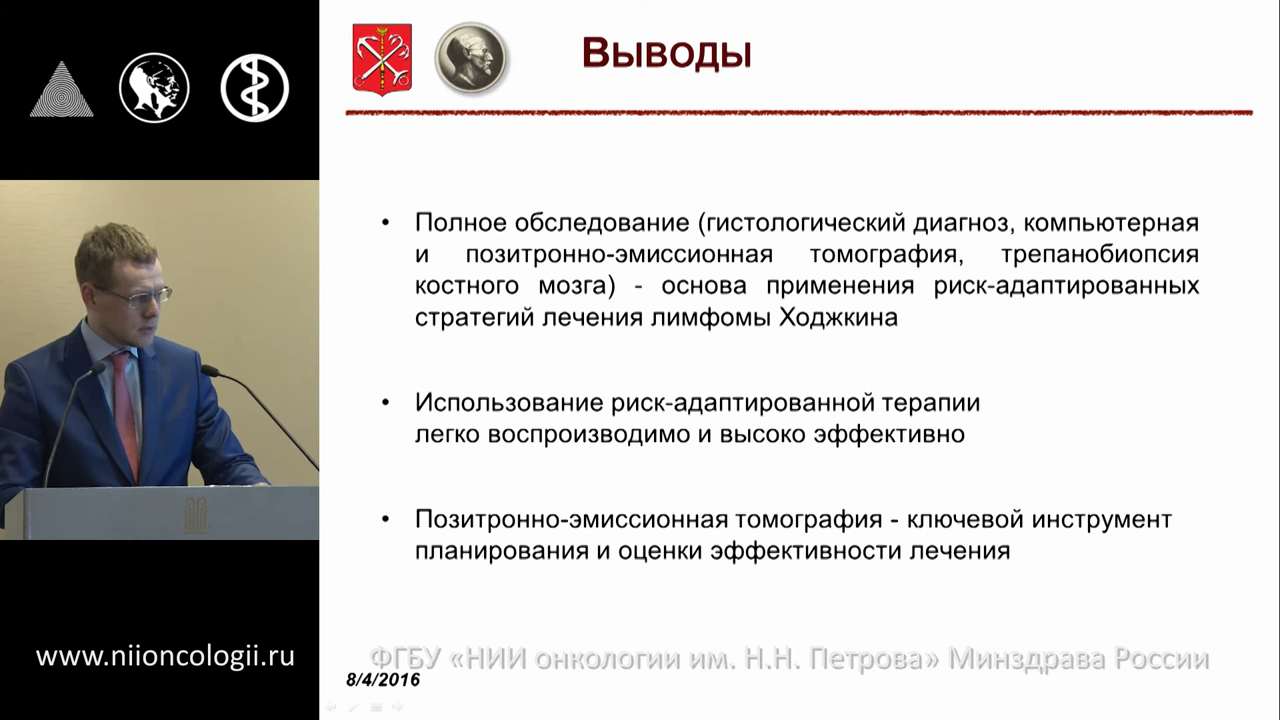 Выводы
• Полное обследование (гистологический диагноз, компьютерная
и позитронно-эмиссионная томография, трепанобиопсия
костного мозга) - основа применения риск-адаптированных
стратегий лечения лимфомы Ходжкина
• Использование риск-адаптированной терапии
легко воспроизводимо и высоко эффективно
• Позитронно-эмиссионная томография - ключевой инструмент
планирования и оценки эффективности лечения
www.niioncologii.ru
ФГБУ «НИИ онкологии им. Н.Н. Петрова» Минздрава России
8/4/2016